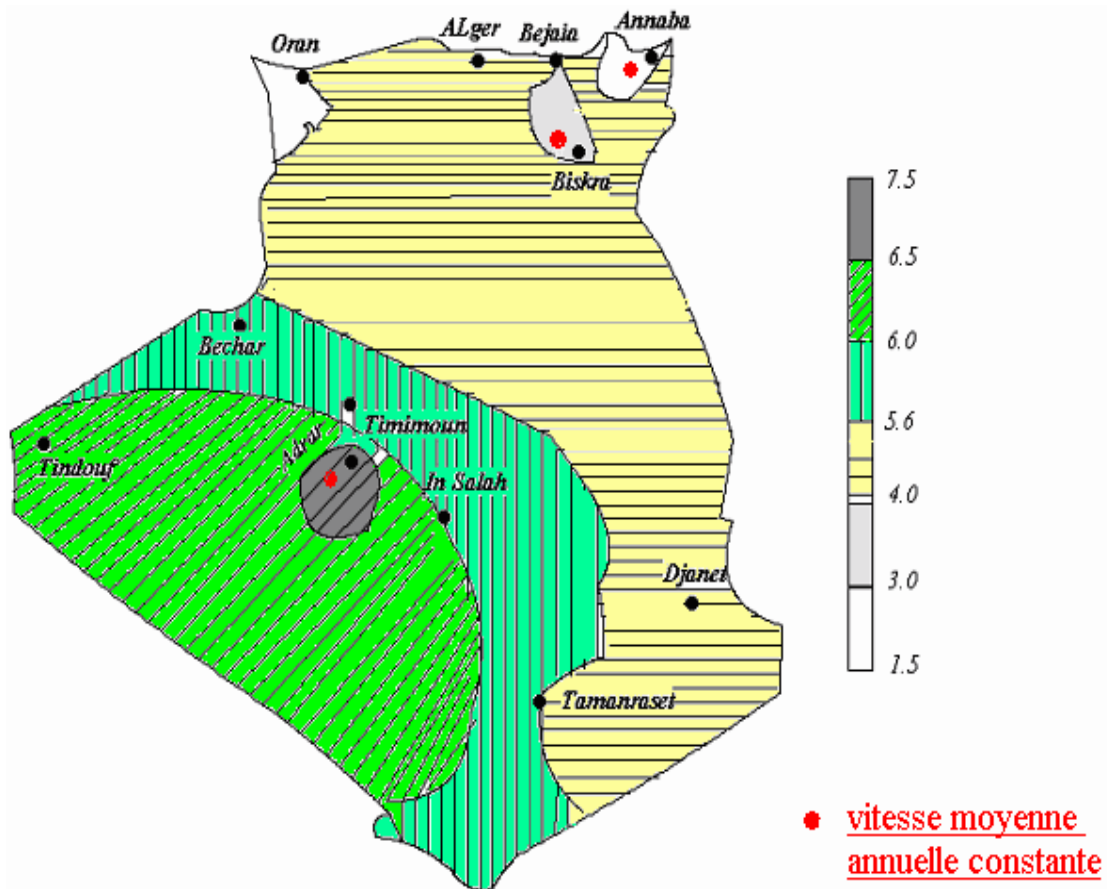 Annaba
ALger
Bejaia
Oran
Biskra
7.5
6.5
6.0
5.6
4.0
3.0
1.5
Bechar
Timimoun
Adrar
Tindouf
In Salah
Djanet
Tamanraset
vitesse moyenne
annuelle constante